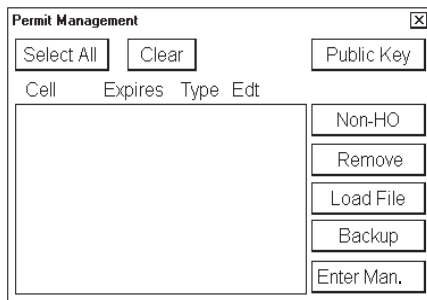 Permit Management
Select All Clear Public Key
Cell Expires Type Edt
Non-HO
Remove
Load File
Backup
Enter Man.